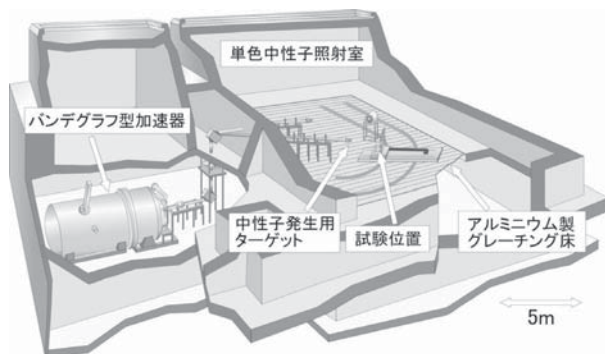 単色中性子照射室
バンデグラフ型加速器
中性子発生用
ターゲット
試験位置
アルミニウム製
グレーチング床
5m